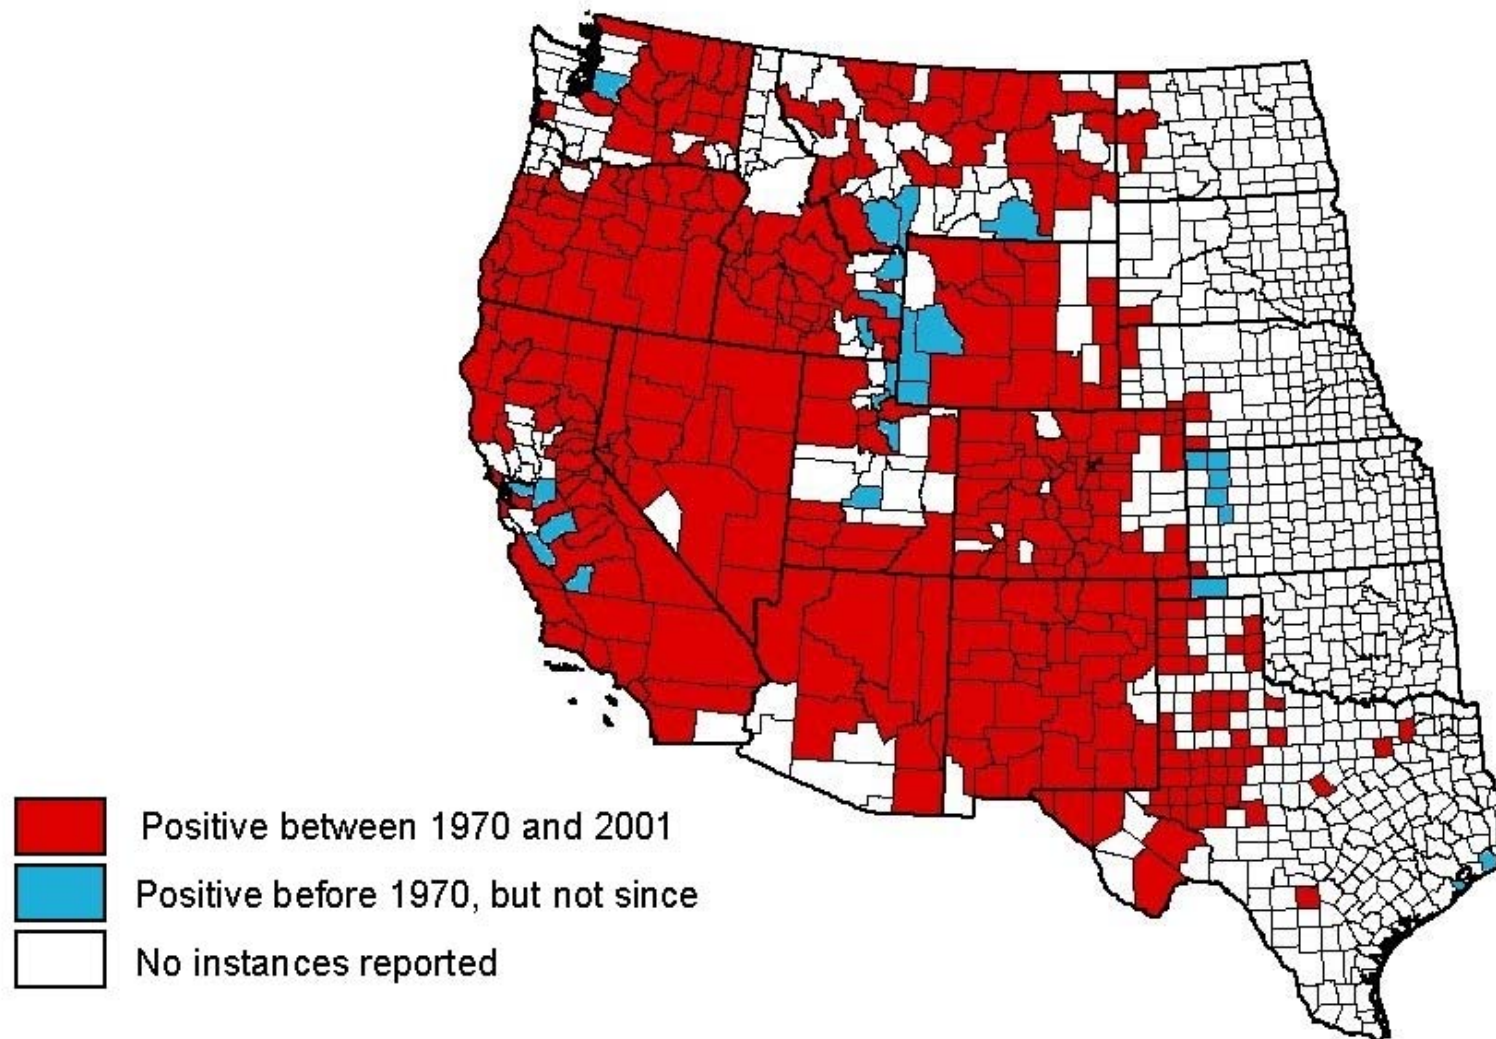 Positive between 1970 and 2001
Positive before 1970, but not since
No instances reported